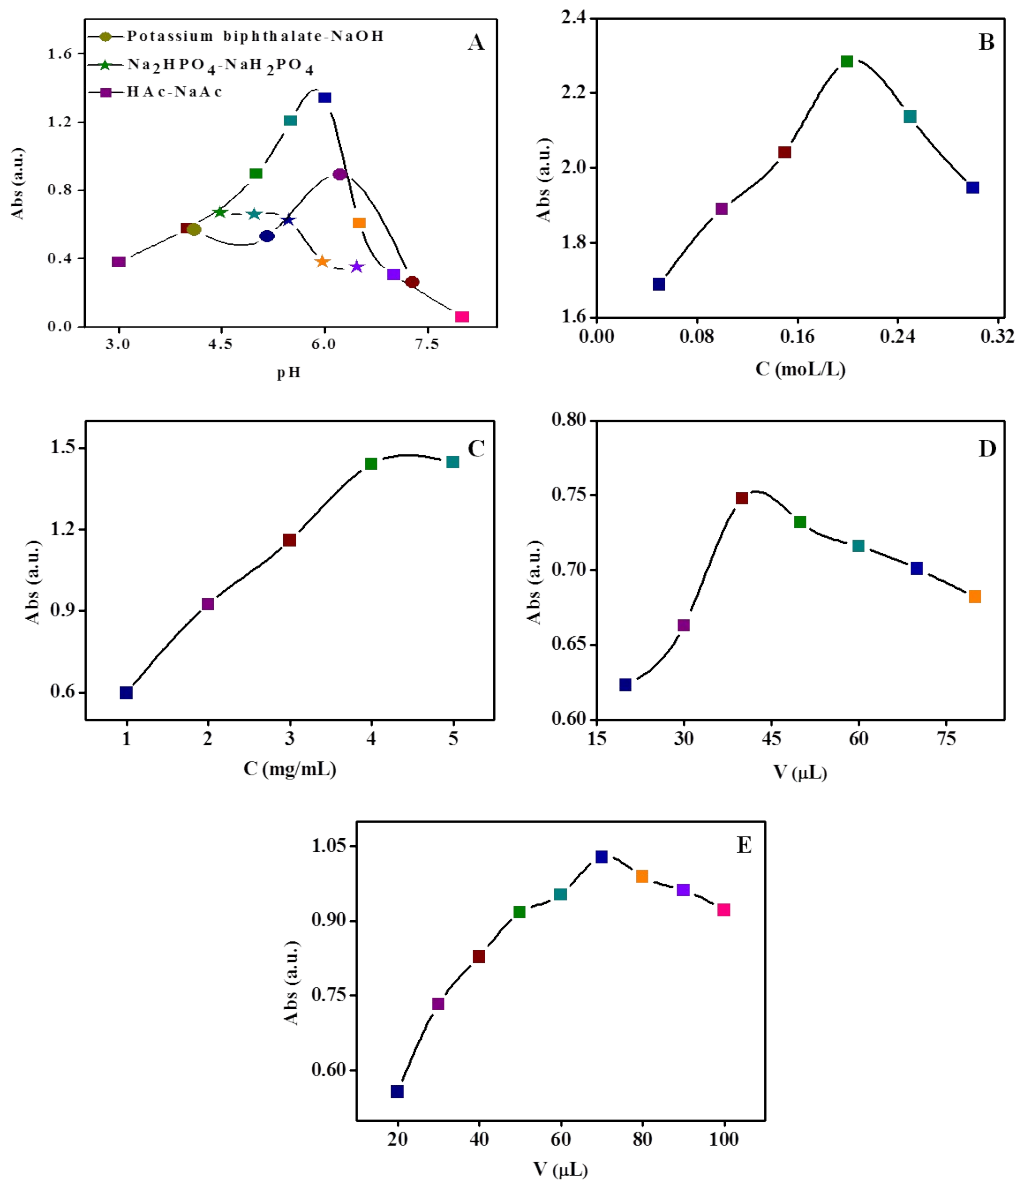 A
Potassium biphthalate-NaOH
Na2HPO4-NaH2PO4
HAc-NaAc
1.6
1.2
0.8
0.4
0.0
Abs (a.u.)
3.0 4.5 6.0 7.5
pH
B
2.4
2.2
2.0
1.8
1.6
Abs (a.u.)
0.00 0.08 0.16 0.24 0.32
C (moL/L)
C
1.5
1.2
0.9
0.6
Abs (a.u.)
1 2 3 4 5
C (mg/mL)
D
0.80
0.75
0.70
0.65
0.60
Abs (a.u.)
15 30 45 60 75
V (μL)
E
1.05
0.90
0.75
0.60
Abs (a.u.)
20 40 60 80 100
V (μL)